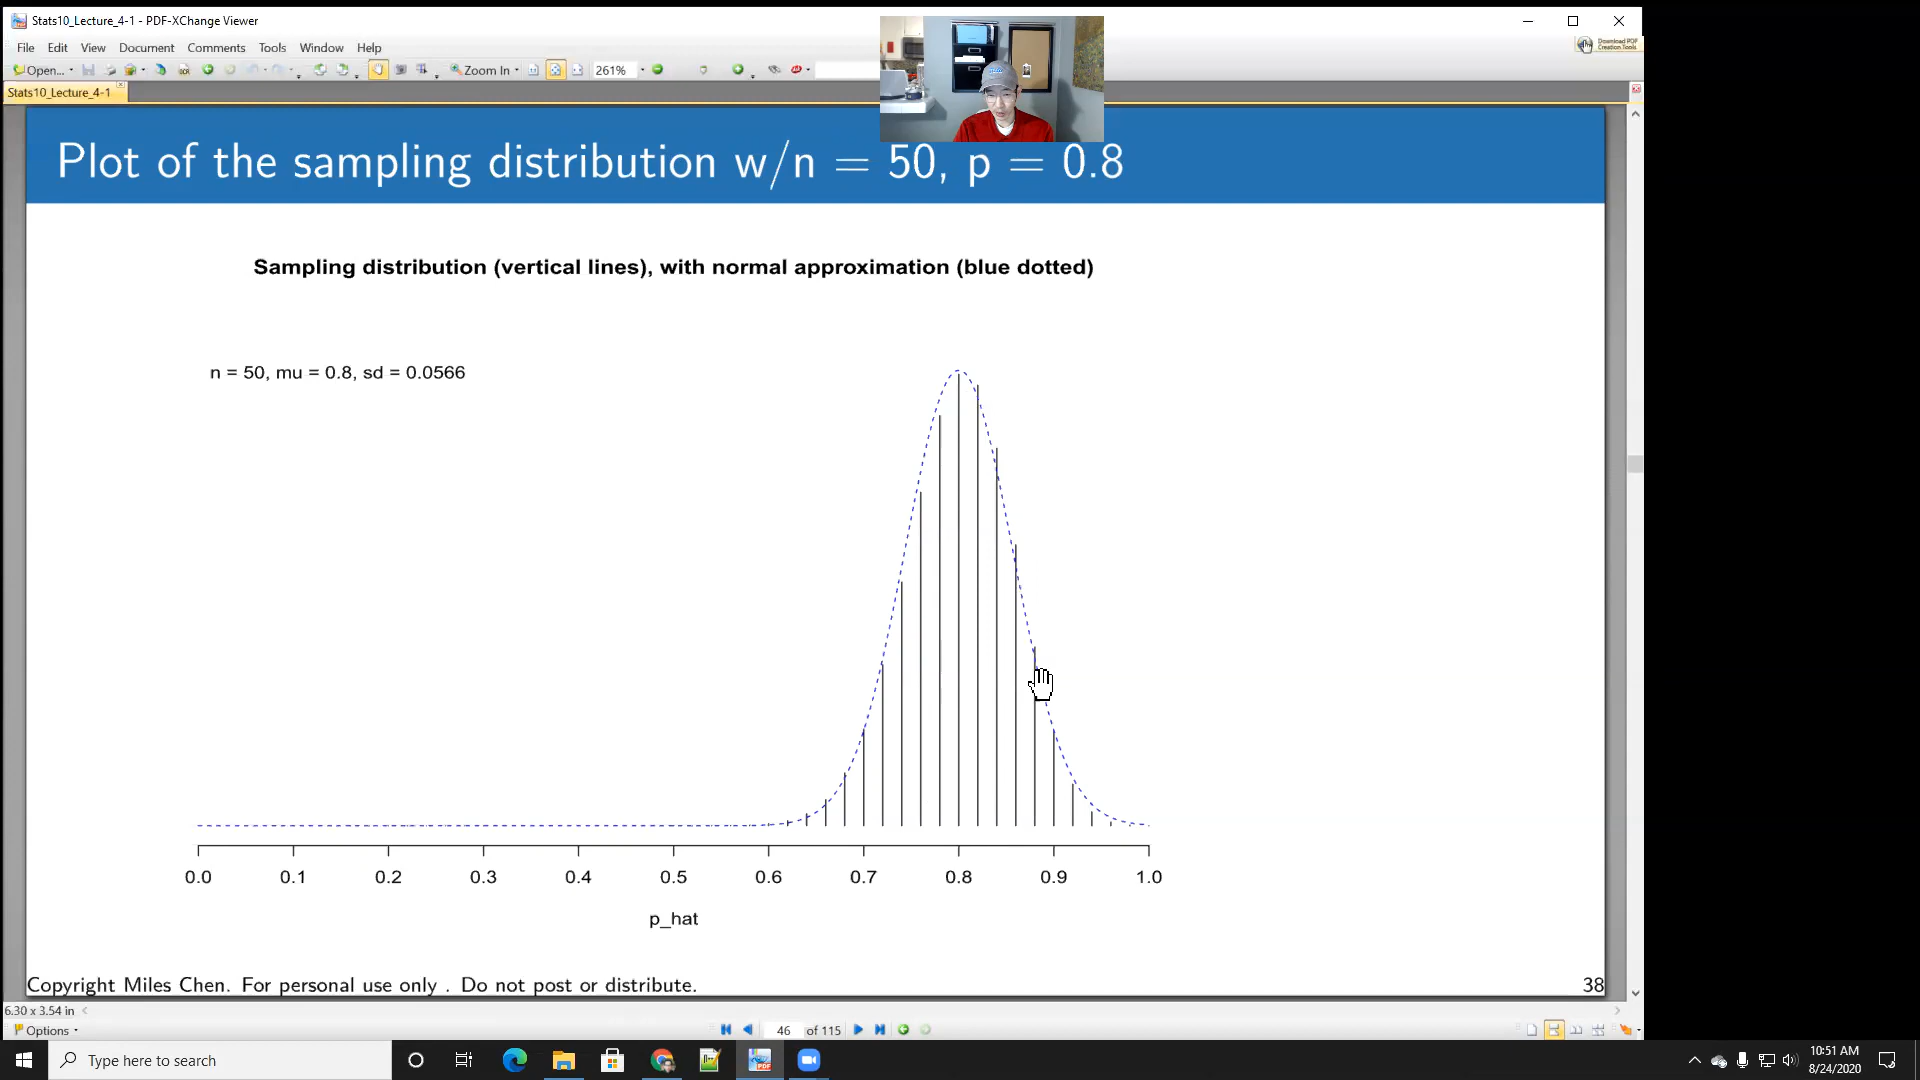 Stats10_Lecture_4-1 - PDF-XChange Viewer
File Edit View Document Comments Tools Window Help
Download PDF
Creation Tools
Open... Zoom In 261%
Stats10_Lecture_4-1
Plot of the sampling distribution w/n = 50, p = 0.8
Sampling distribution (vertical lines), with normal approximation (blue dotted)
n = 50, mu = 0.8, sd = 0.0566
0.0 0.1 0.2 0.3 0.4 0.5 0.6 0.7 0.8 0.9 1.0
p_hat
Copyright Miles Chen. For personal use only . Do not post or distribute. 38
6.30 x 3.54 in
Options 46 of 115
Type here to search
10:51 AM
8/24/2020